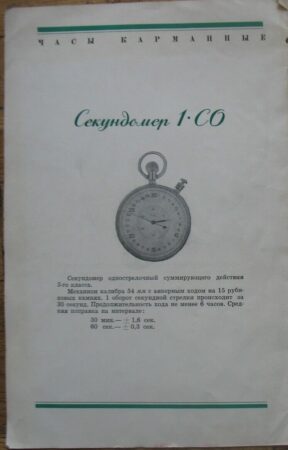 ЧАСЫ КАРМАННЫЕ
Секундомер 1-СО
Секундомер однострелочный суммирующего действия
3-го класса.
Механизм калибра 54 мм с анкерным ходом на 15 руби-
новых камнях. 1 оборот секундной стрелки происходит за
30 секунд. Продолжительность хода не менее 6 часов. Сред-
няя поправка на интервале:
30 мин.— ± 1,6 сек.
60 сек.— ± 0,3 сек.